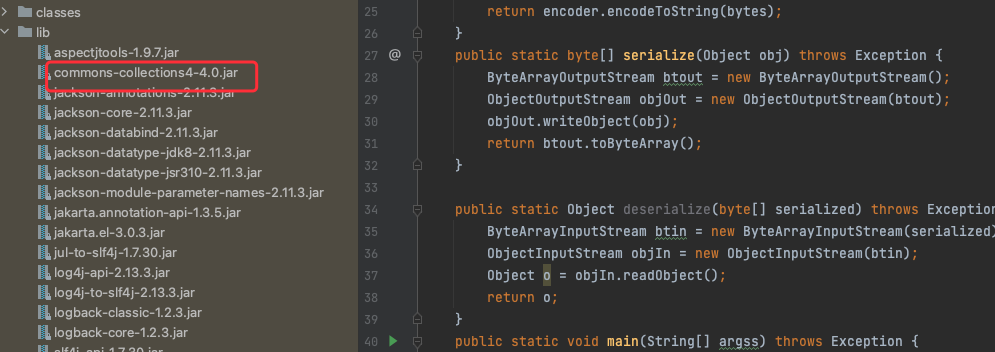 classes
lib
aspectjtools-1.9.7.jar
commons-collections4-4.0.jar
jackson-annotations-2.11.3.jar
jackson-core-2.11.3.jar
jackson-databind-2.11.3.jar
jackson-datatype-jdk8-2.11.3.jar
jackson-datatype-jsr310-2.11.3.jar
jackson-module-parameter-names-2.11.3.jar
jakarta.annotation-api-1.3.5.jar
jakarta.el-3.0.3.jar
jul-to-slf4j-1.7.30.jar
log4j-api-2.13.3.jar
log4j-to-slf4j-2.13.3.jar
logback-classic-1.2.3.jar
logback-core-1.2.3.jar
slf4j-api-1.7.30.jar
25 return encoder.encodeToString(bytes);
26 }
27 @ public static byte[] serialize(Object obj) throws Exception {
28 ByteArrayOutputStream btout = new ByteArrayOutputStream();
29 ObjectOutputStream objOut = new ObjectOutputStream(btout);
30 objOut.writeObject(obj);
31 return btout.toByteArray();
32 }
33
34 public static Object deserialize(byte[] serialized) throws Exception
35 ByteArrayInputStream btin = new ByteArrayInputStream(serialized)
36 ObjectInputStream objIn = new ObjectInputStream(btin);
37 Object o = objIn.readObject();
38 return o;
39 }
40 public static void main(String[] argss) throws Exception {